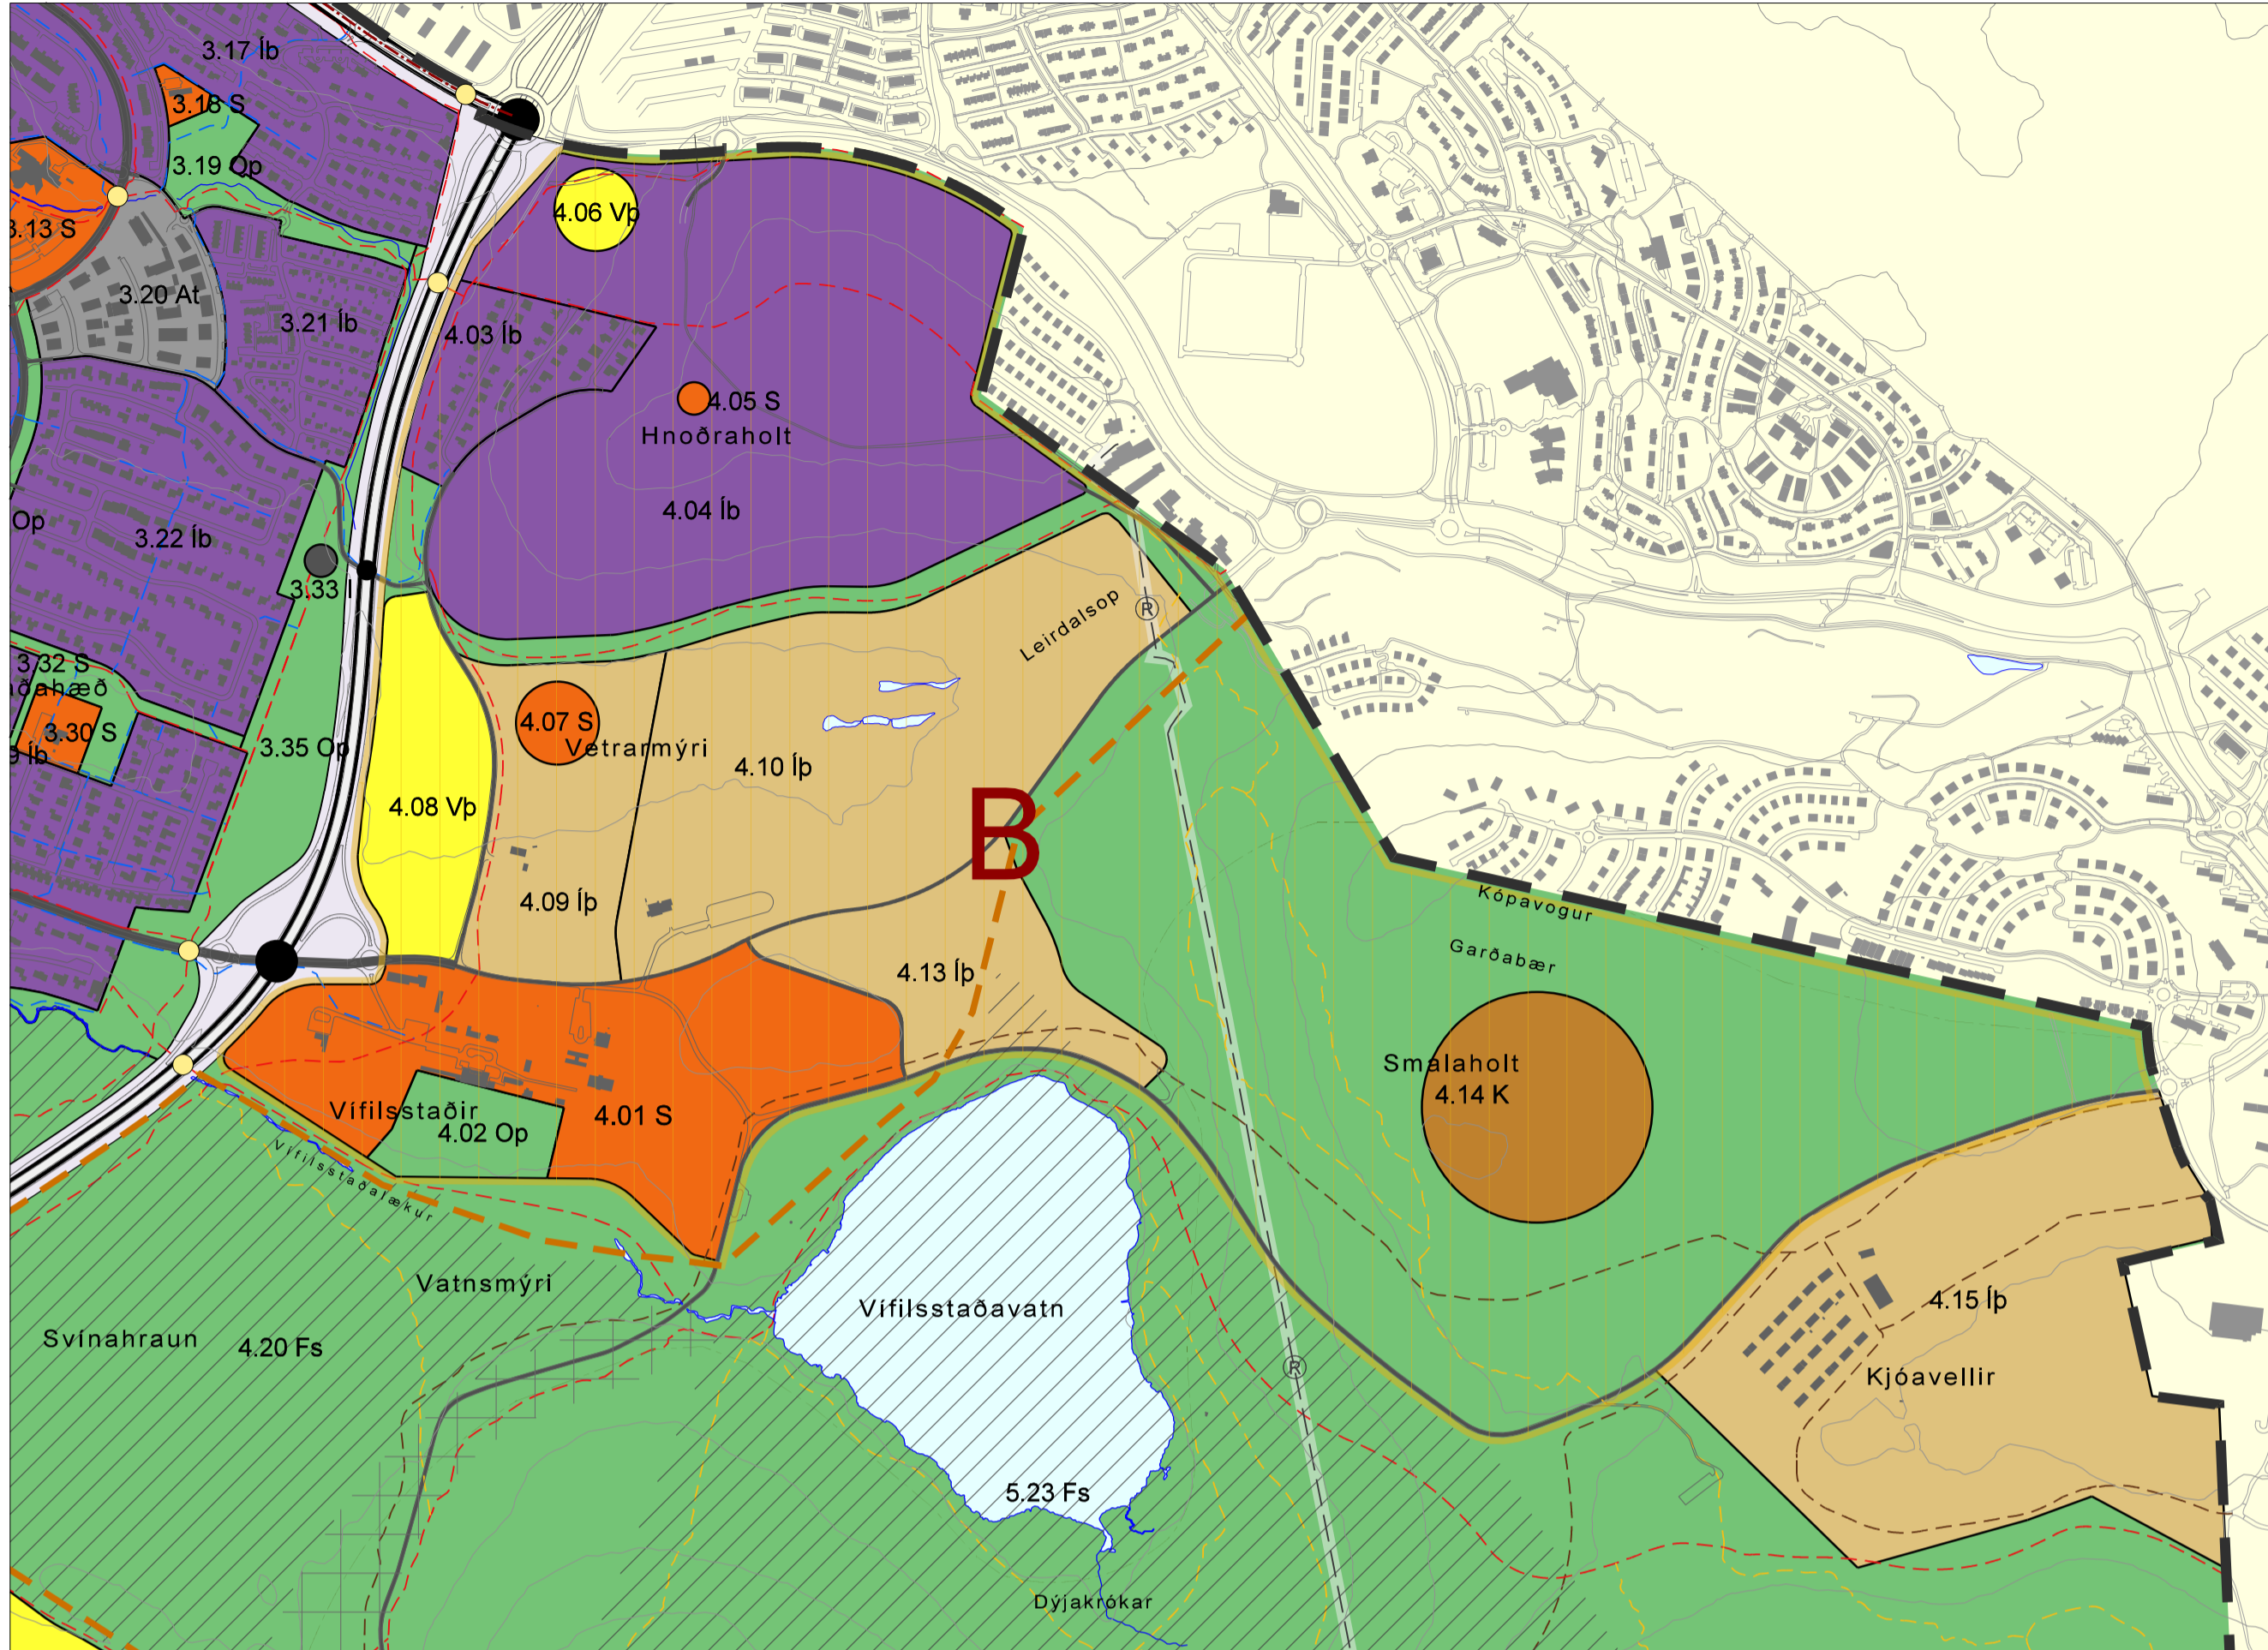 3.17 Íb
3.18 S
3.19 Op
4.06 Vþ
3.13 S
3.20 At
3.21 Íb
4.03 Íb
4.05 S
Hnoðraholt
4.04 Íb
Op
3.22 Íb
3.33 I
Leirdalsop
R
3.32 S
3.30 S
3.35 Op
4.07 S
Vetrarmýri
4.10 Íþ
4.08 Vþ
B
4.09 Íþ
Kópavogur
Garðabær
4.13 Íþ
Smalaholt
4.14 K
Vífilsstaðir
4.02 Op
4.01 S
Vífilsstaðalækur
Vatnsmýri
Vífilsstaðavatn
4.15 Íþ
Svínahraun
4.20 Fs
R
Kjóavellir
5.23 Fs
Dýjakrókar